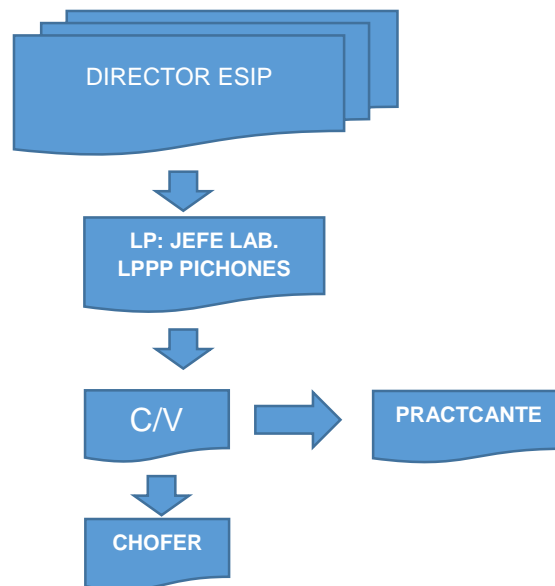 DIRECTOR ESIP
LP: JEFE LAB.
LPPP PICHONES
C/V
PRACTCANTE
CHOFER